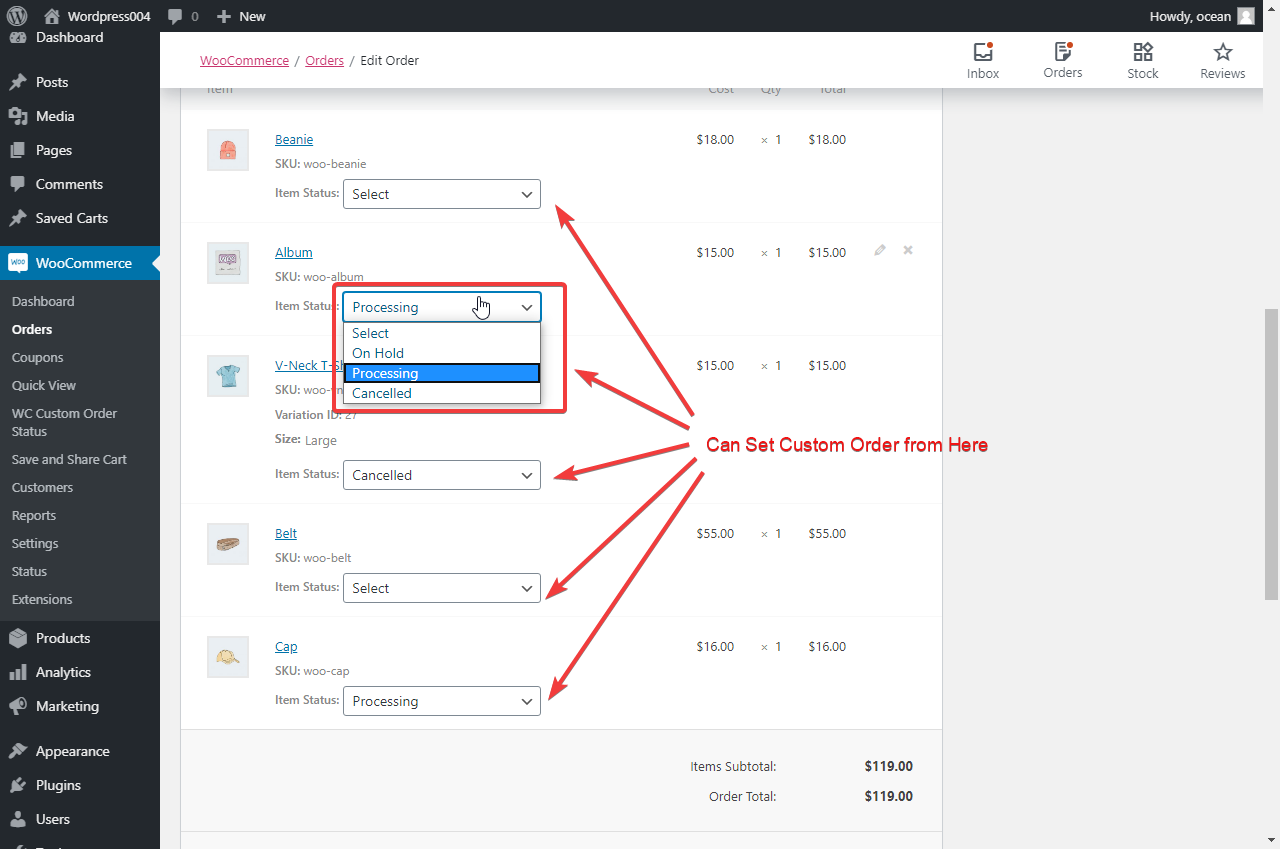 Wordpress004
0
New
Howdy, ocean
Dashboard
Posts
Media
Pages
Comments
Saved Carts
WooCommerce
Dashboard
Orders
Coupons
Quick View
WC Custom Order
Status
Save and Share Cart
Customers
Reports
Settings
Status
Extensions
Products
Analytics
Marketing
Appearance
Plugins
Users
WooCommerce / Orders / Edit Order
Inbox
Orders
Stock
Reviews
Item Cost Qty Total
Beanie $18.00 × 1 $18.00
SKU: woo-beanie
Item Status: Select
Album $15.00 × 1 $15.00
SKU: woo-album
Item Status: Processing
Select
On Hold
Processing
Cancelled
V-Neck T-Sh $15.00 × 1 $15.00
SKU: woo-vn
Variation ID: 27
Size: Large
Item Status: Cancelled
Can Set Custom Order from Here
Belt $55.00 × 1 $55.00
SKU: woo-belt
Item Status: Select
Cap $16.00 × 1 $16.00
SKU: woo-cap
Item Status: Processing
Items Subtotal: $119.00
Order Total: $119.00